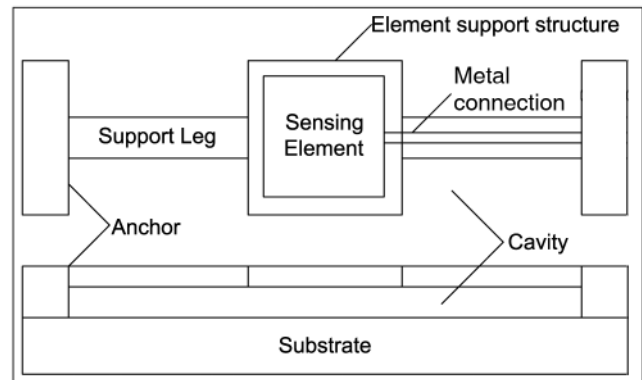 Element support structure
Metal
connection
Support Leg
Sensing
Element
Anchor
Cavity
Substrate